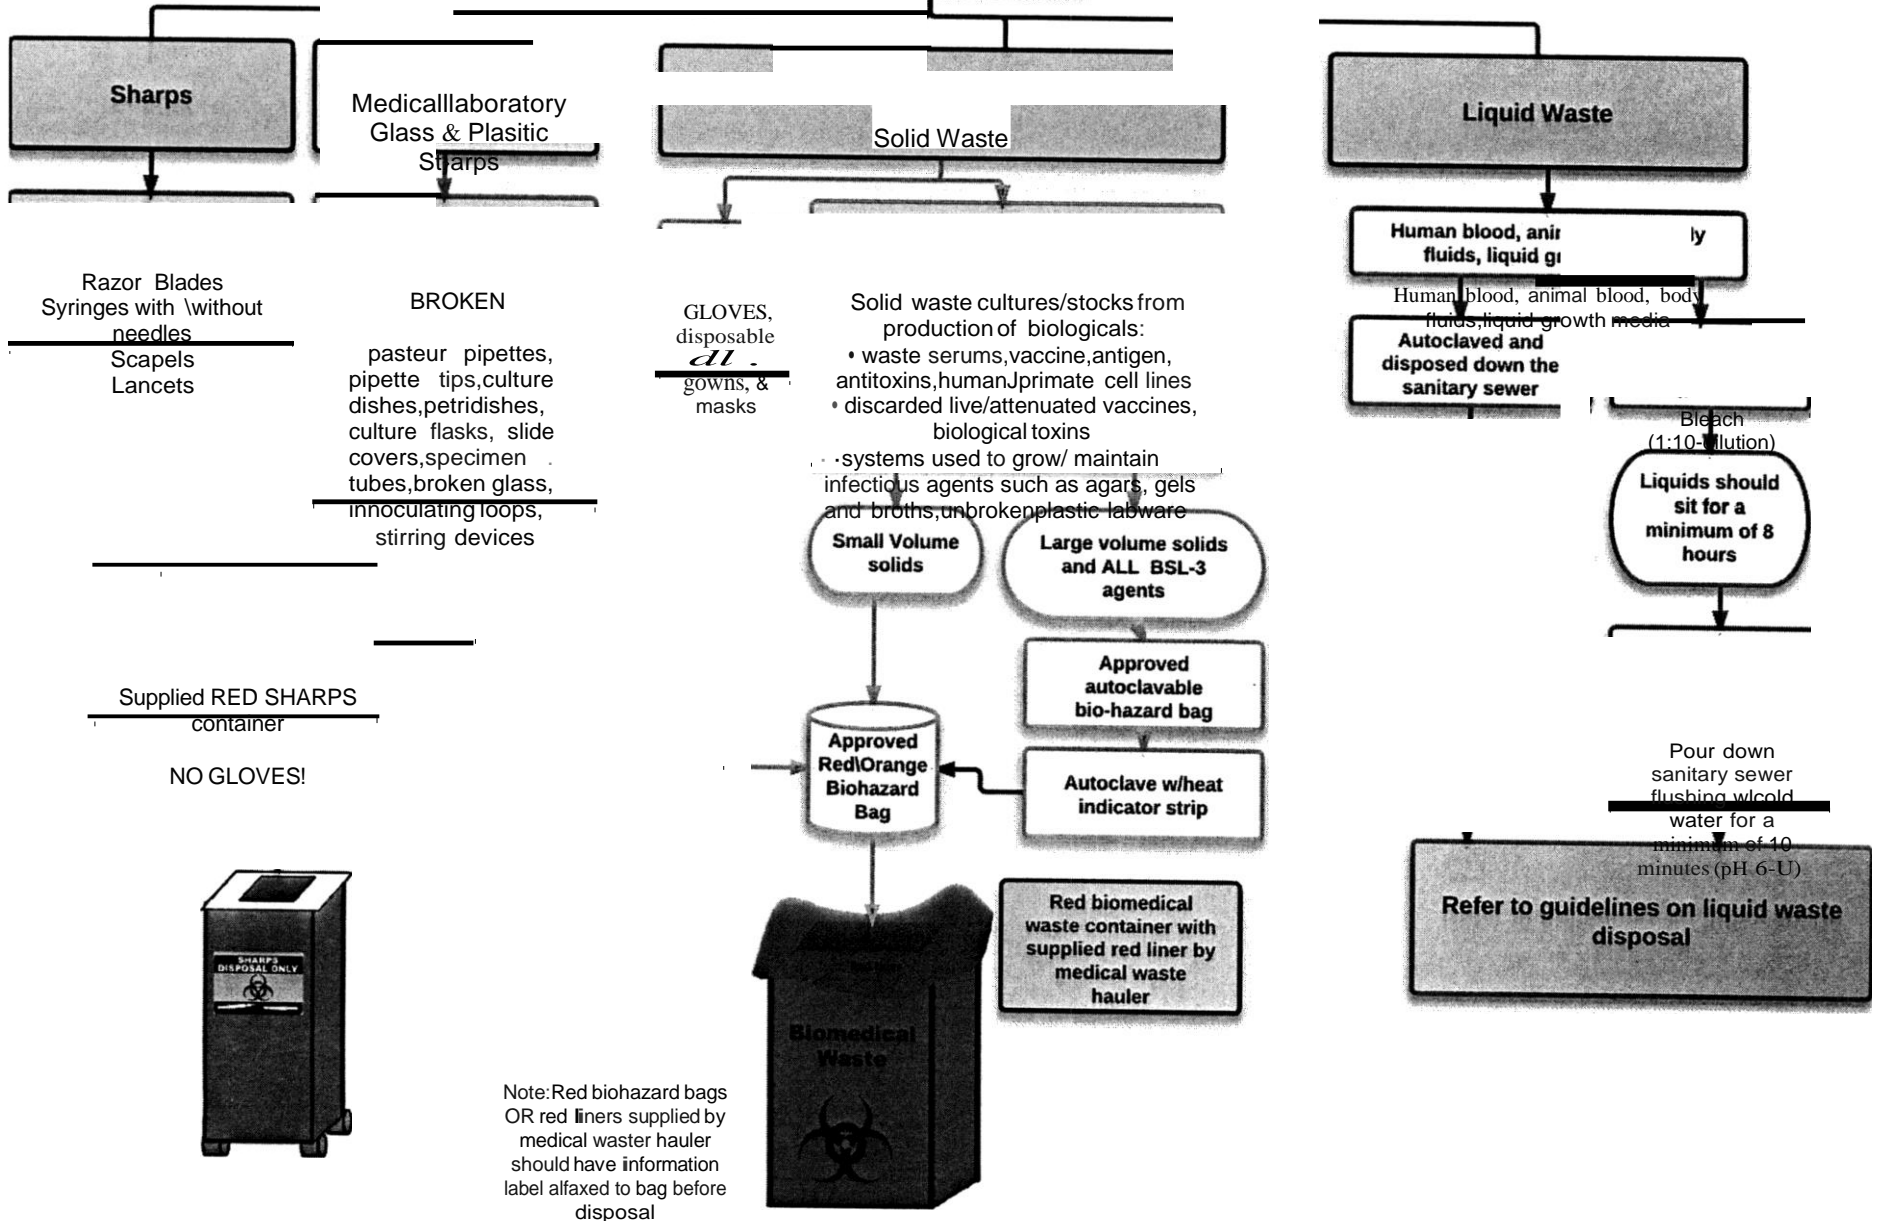 Sharps
Medicalllaboratory
Glass & Plasitic
Starps
Solid Waste
Liquid Waste
Razor Blades
Syringes with \without
needles
Scapels
Lancets
BROKEN
pasteur pipettes,
pipette tips,culture
dishes,petridishes,
culture flasks, slide
covers,specimen .
tubes,broken glass,
innoculating loops,
stirring devices
GLOVES,
disposable
dl .
gowns, &
masks
Solid waste cultures/stocks from
production of biologicals:
• waste serums,vaccine,antigen,
antitoxins,humanJprimate cell lines
• discarded live/attenuated vaccines,
biological toxins
·systems used to grow/ maintain
infectious agents such as agars, gels
and broths,unbrokenplastic labware
Human blood, anir ly
fluids, liquid gr
Human blood, animal blood, body
fluids,liquid growth media
Autoclaved and
disposed down the
sanitary sewer
Bleach
(1:10-dilution)
Liquids should
sit for a
minimum of 8
hours
Small Volume
solids
Large volume solids
and ALL BSL-3
agents
Approved
autoclavable
bio-hazard bag
Autoclave w/heat
indicator strip
Approved
Red\Orange
Biohazard
Bag
Supplied RED SHARPS
container
NO GLOVES!
Pour down
sanitary sewer
flushing wlcold
water for a
minimum of 10
minutes (pH 6-U)
Refer to guidelines on liquid waste
disposal
Red biomedical
waste container with
supplied red liner by
medical waste
hauler
SHARPS
DISPOSAL ONLY
Biomedical
Waste
Note:Red biohazard bags
OR red liners supplied by
medical waster hauler
should have information
label alfaxed to bag before
disposal